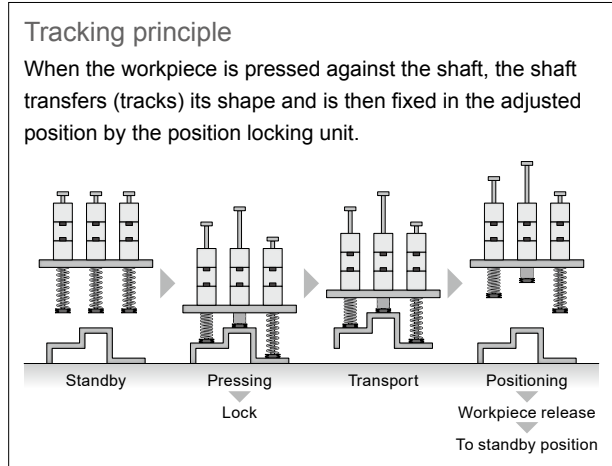 Tracking principle
When the workpiece is pressed against the shaft, the shaft
transfers (tracks) its shape and is then fixed in the adjusted
position by the position locking unit.
Standby
Pressing
Transport
Positioning
Lock
Workpiece release
To standby position